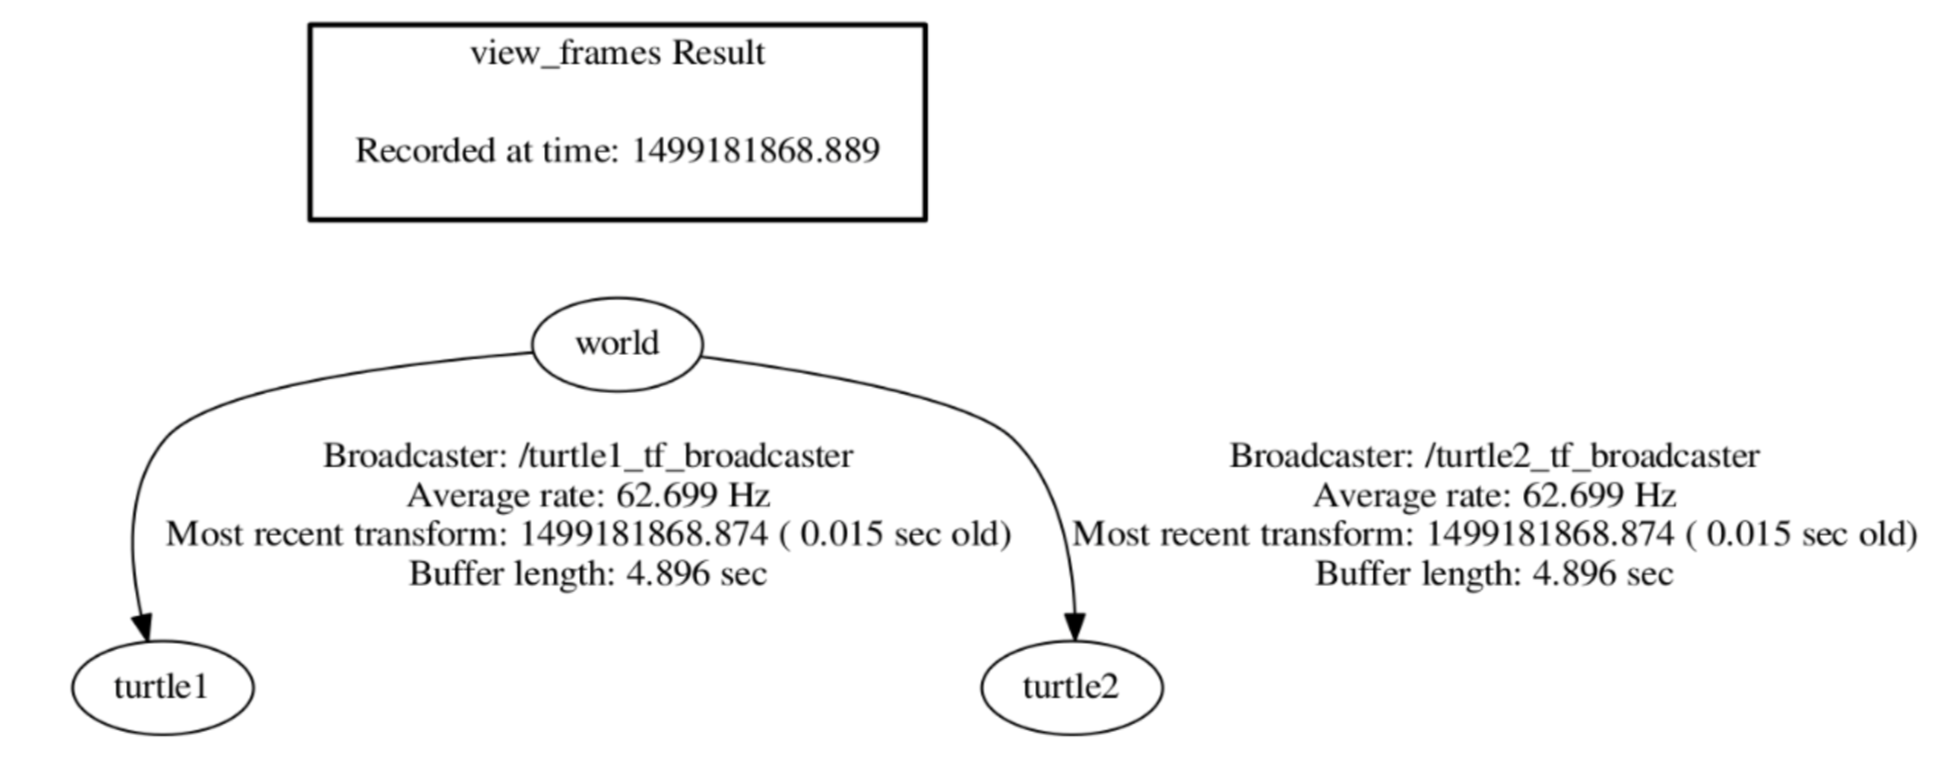 view_frames Result
Recorded at time: 1499181868.889
world
Broadcaster: /turtle1_tf_broadcaster
Average rate: 62.699 Hz
Most recent transform: 1499181868.874 ( 0.015 sec old)
Buffer length: 4.896 sec
Broadcaster: /turtle2_tf_broadcaster
Average rate: 62.699 Hz
Most recent transform: 1499181868.874 ( 0.015 sec old)
Buffer length: 4.896 sec
turtle1
turtle2